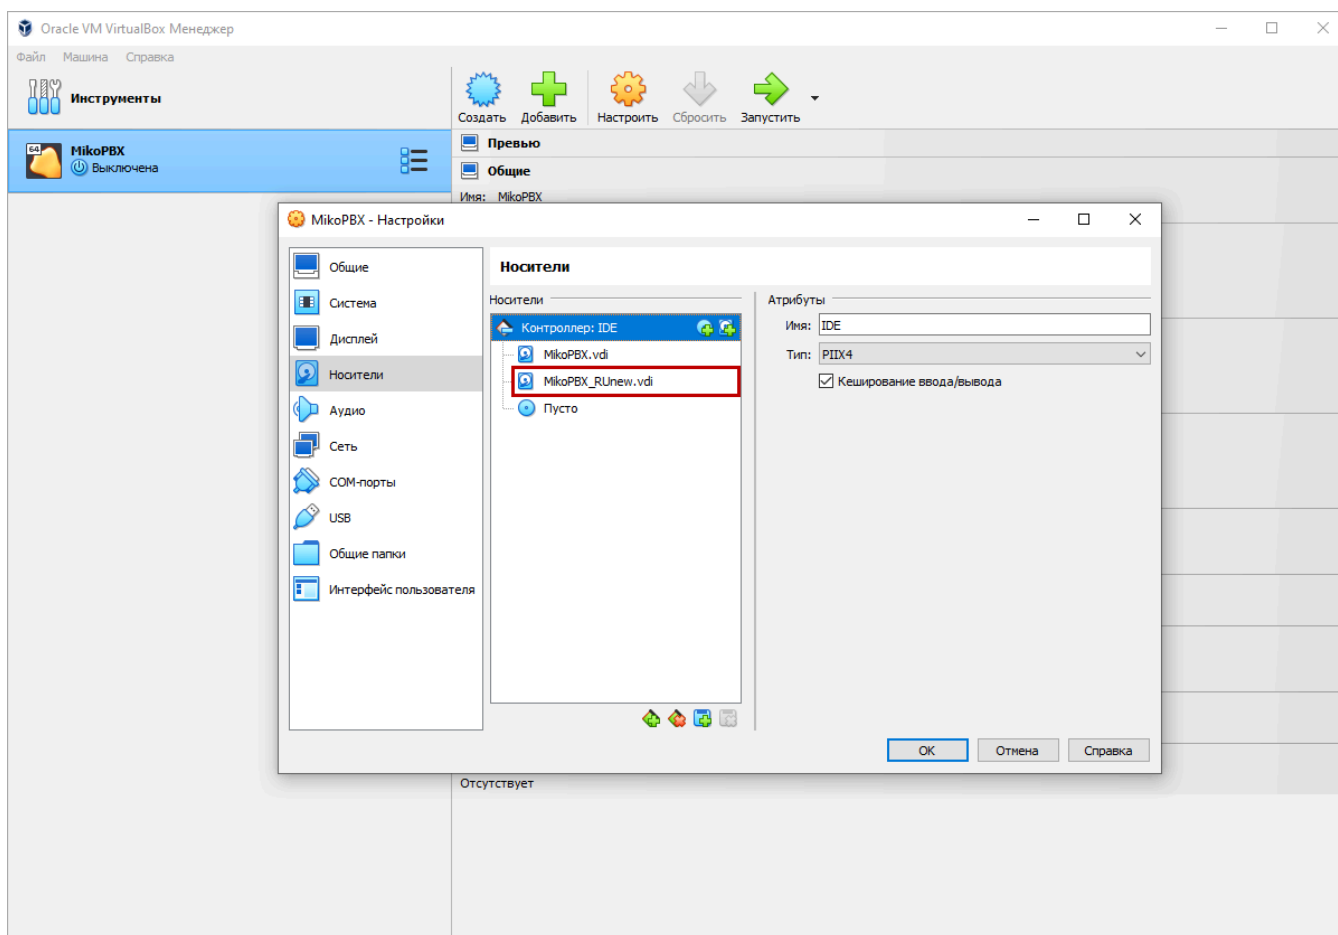 Oracle VM VirtualBox Менеджер
Файл Машина Справка
Инструменты
Создать Добавить Настроить Сбросить Запустить
64
MikoPBX
Выключена
Превью
Общие
Имя: MikoPBX
MikoPBX - Настройки
Общие
Система
Дисплей
Носители
Аудио
Сеть
COM-порты
USB
Общие папки
Интерфейс пользователя
Носители
Носители
Контроллер: IDE
MikoPBX.vdi
MikoPBX_RUnew.vdi
Пусто
Атрибуты
Имя: IDE
Тип: PIIX4
Кеширование ввода/вывода
OK Отмена Справка
Отсутствует